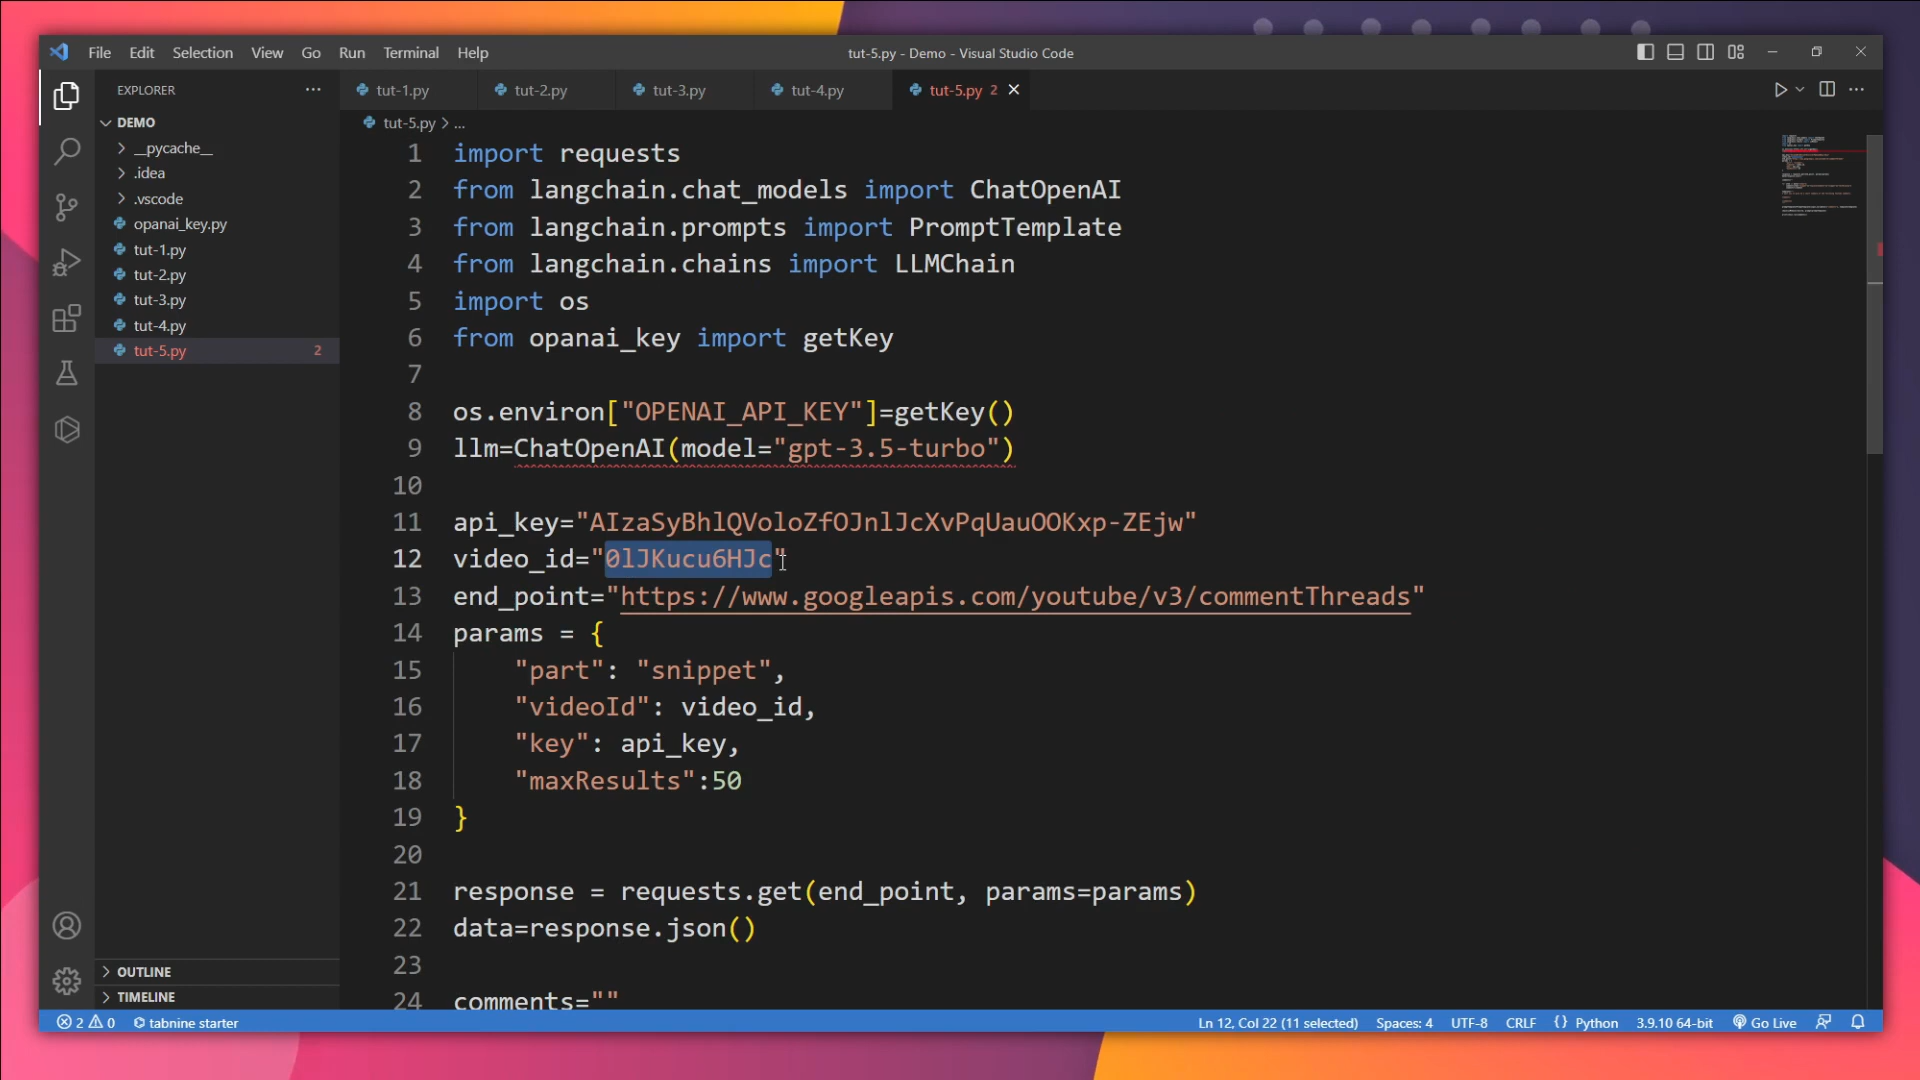 File Edit Selection View Go Run Terminal Help
tut-5.py - Demo - Visual Studio Code
EXPLORER
DEMO
__pycache__
.idea
.vscode
opanai_key.py
tut-1.py
tut-2.py
tut-3.py
tut-4.py
tut-5.py 2
OUTLINE
TIMELINE
tut-1.py tut-2.py tut-3.py tut-4.py tut-5.py 2
tut-5.py > ...
1 import requests
2 from langchain.chat_models import ChatOpenAI
3 from langchain.prompts import PromptTemplate
4 from langchain.chains import LLMChain
5 import os
6 from opanai_key import getKey
7
8 os.environ["OPENAI_API_KEY"]=getKey()
9 llm=ChatOpenAI(model="gpt-3.5-turbo")
10
11 api_key="AIzaSyBhlQVoloZfOJnlJcXvPqUauOOKxp-ZEjw"
12 video_id="0lJKucu6HJc"
13 end_point="https://www.googleapis.com/youtube/v3/commentThreads"
14 params = {
15 "part": "snippet",
16 "videoId": video_id,
17 "key": api_key,
18 "maxResults":50
19 }
20
21 response = requests.get(end_point, params=params)
22 data=response.json()
23
24 comments=""
2 0 tabnine starter
Ln 12, Col 22 (11 selected) Spaces: 4 UTF-8 CRLF {} Python 3.9.10 64-bit Go Live